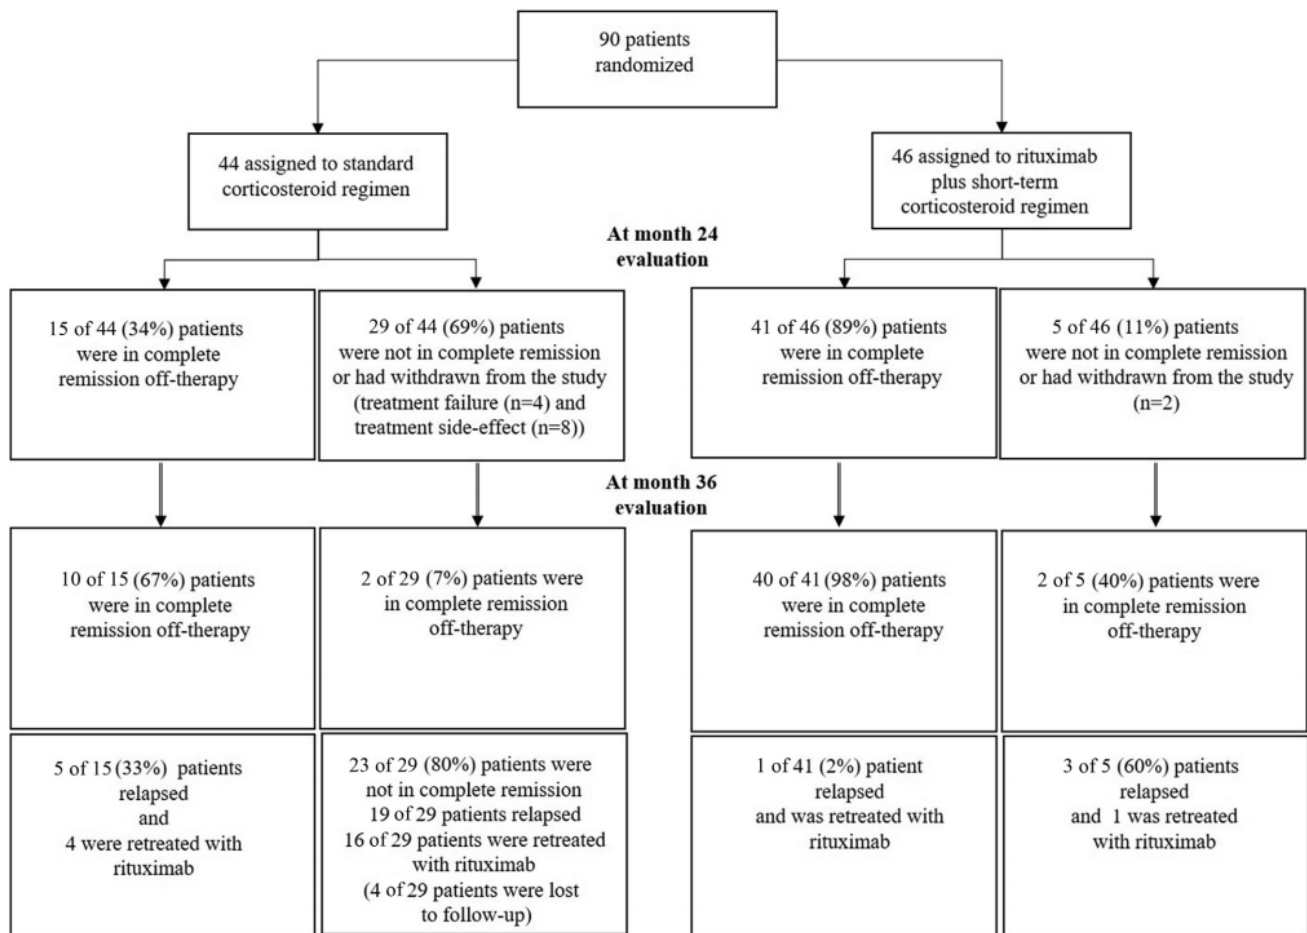 90 patients
randomized
44 assigned to standard
corticosteroid regimen
46 assigned to rituximab
plus short-term
corticosteroid regimen
At month 24
evaluation
15 of 44 (34%) patients
were in complete
remission off-therapy
29 of 44 (69%) patients
were not in complete remission
or had withdrawn from the study
(treatment failure (n=4) and
treatment side-effect (n=8))
41 of 46 (89%) patients
were in complete
remission off-therapy
5 of 46 (11%) patients
were not in complete remission
or had withdrawn from the study
(n=2)
At month 36
evaluation
10 of 15 (67%) patients
were in complete
remission off-therapy
2 of 29 (7%) patients were
in complete remission
off-therapy
40 of 41 (98%) patients
were in complete
remission off-therapy
2 of 5 (40%) patients were
in complete remission
off-therapy
5 of 15 (33%) patients
relapsed
and
4 were retreated with
rituximab
23 of 29 (80%) patients were
not in complete remission
19 of 29 patients relapsed
16 of 29 patients were retreated
with rituximab
(4 of 29 patients were lost
to follow-up)
1 of 41 (2%) patient
relapsed
and was retreated with
rituximab
3 of 5 (60%) patients
relapsed
and 1 was retreated
with rituximab